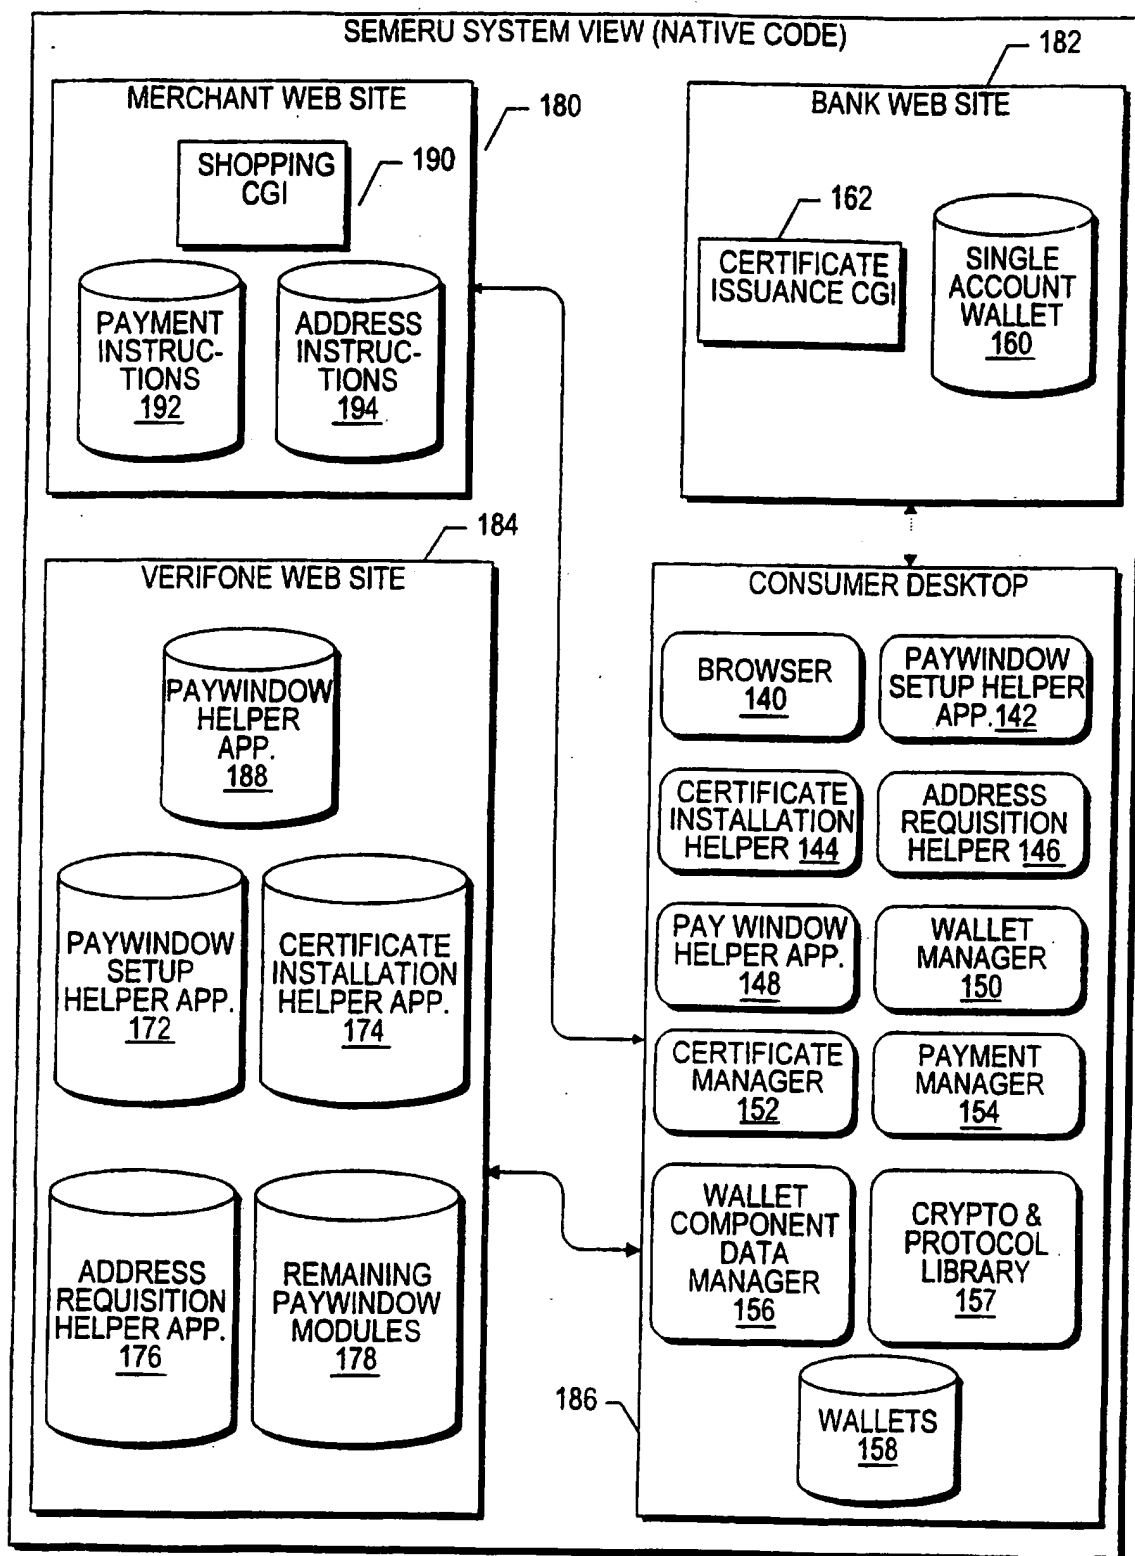 SEMERU SYSTEM VIEW (NATIVE CODE)
182
MERCHANT WEB SITE
180
SHOPPING
CGI
190
PAYMENT
INSTRUC-
TIONS
192
ADDRESS
INSTRUC-
TIONS
194
BANK WEB SITE
162
CERTIFICATE
ISSUANCE CGI
SINGLE
ACCOUNT
WALLET
160
184
VERIFONE WEB SITE
PAYWINDOW
HELPER
APP.
188
PAYWINDOW
SETUP
HELPER APP.
172
CERTIFICATE
INSTALLATION
HELPER APP.
174
ADDRESS
REQUISITION
HELPER APP.
176
REMAINING
PAYWINDOW
MODULES
178
CONSUMER DESKTOP
BROWSER
140
PAYWINDOW
SETUP HELPER
APP.142
CERTIFICATE
INSTALLATION
HELPER 144
ADDRESS
REQUISITION
HELPER 146
PAY WINDOW
HELPER APP.
148
WALLET
MANAGER
150
CERTIFICATE
MANAGER
152
PAYMENT
MANAGER
154
WALLET
COMPONENT
DATA
MANAGER
156
CRYPTO &
PROTOCOL
LIBRARY
157
186
WALLETS
158